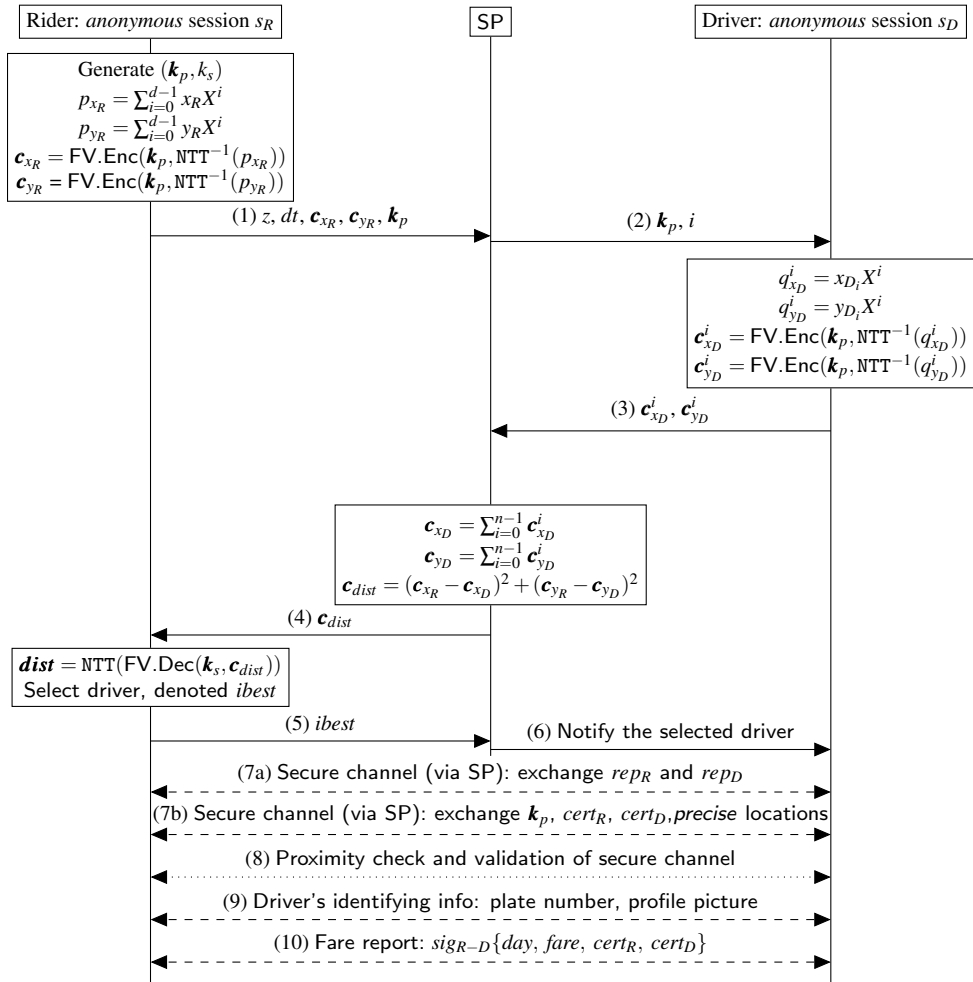 Rider: anonymous session s_R
SP
Driver: anonymous session s_D
Generate (k_p, k_s)
p_{x_R} = ∑_{i=0}^{d−1} x_R X^i
p_{y_R} = ∑_{i=0}^{d−1} y_R X^i
c_{x_R} = FV.Enc(k_p, NTT^{−1}(p_{x_R}))
c_{y_R} = FV.Enc(k_p, NTT^{−1}(p_{y_R}))
(1) z, dt, c_{x_R}, c_{y_R}, k_p
(2) k_p, i
q^i_{x_D} = x_{D_i} X^i
q^i_{y_D} = y_{D_i} X^i
c^i_{x_D} = FV.Enc(k_p, NTT^{−1}(q^i_{x_D}))
c^i_{y_D} = FV.Enc(k_p, NTT^{−1}(q^i_{y_D}))
(3) c^i_{x_D}, c^i_{y_D}
c_{x_D} = ∑_{i=0}^{n−1} c^i_{x_D}
c_{y_D} = ∑_{i=0}^{n−1} c^i_{y_D}
c_{dist} = (c_{x_R} − c_{x_D})^2 + (c_{y_R} − c_{y_D})^2
(4) c_{dist}
dist = NTT(FV.Dec(k_s, c_{dist}))
Select driver, denoted ibest
(5) ibest
(6) Notify the selected driver
(7a) Secure channel (via SP): exchange rep_R and rep_D
(7b) Secure channel (via SP): exchange k_p, cert_R, cert_D,precise locations
(8) Proximity check and validation of secure channel
(9) Driver's identifying info: plate number, profile picture
(10) Fare report: sig_{R−D}{day, fare, cert_R, cert_D}